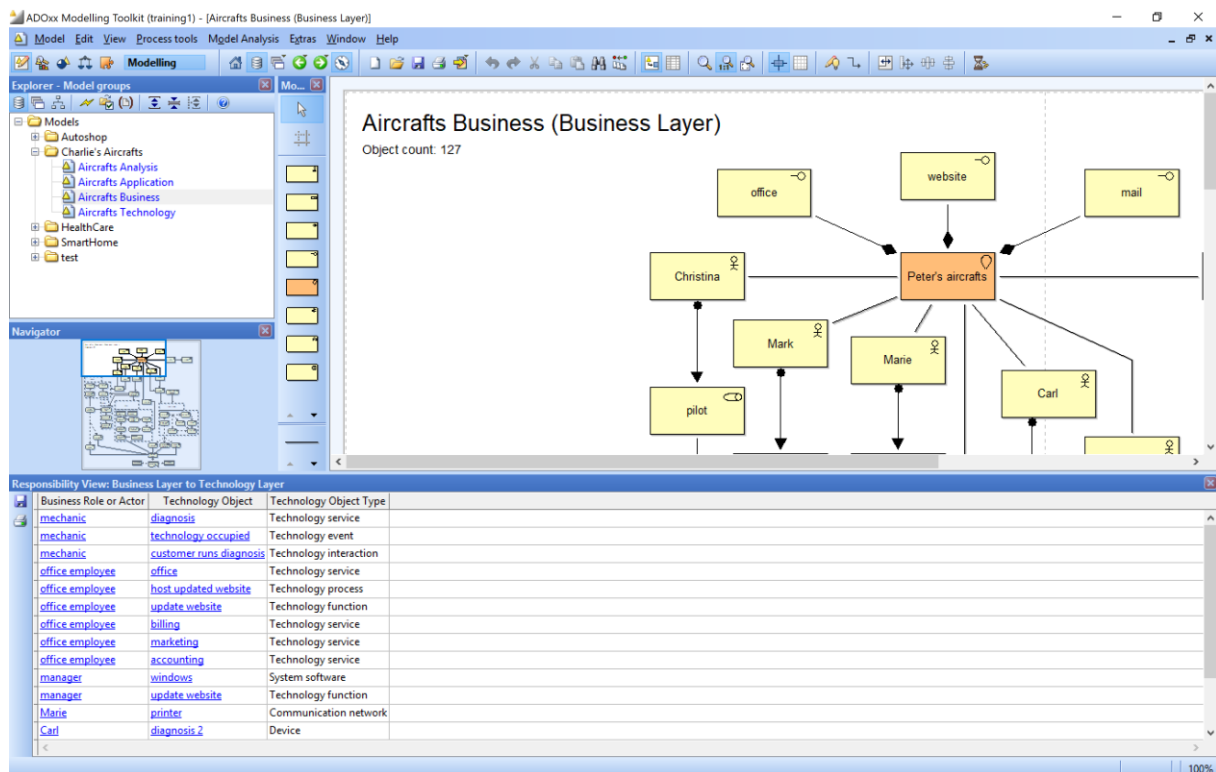 ADOxx Modelling Toolkit (training1) - [Aircrafts Business (Business Layer)]
Model Edit View Process tools Model Analysis Extras Window Help
Modelling
Explorer - Model groups
Models
Autoshop
Charlie's Aircrafts
Aircrafts Analysis
Aircrafts Application
Aircrafts Business
Aircrafts Technology
HealthCare
SmartHome
test
Navigator
Mo...
Aircrafts Business (Business Layer)
Object count: 127
office
website
mail
Christina
Peter's aircrafts
Mark
Marie
Carl
pilot
Responsibility View: Business Layer to Technology Layer
Business Role or Actor Technology Object Technology Object Type
mechanic diagnosis Technology service
mechanic technology occupied Technology event
mechanic customer runs diagnosis Technology interaction
office employee office Technology service
office employee host updated website Technology process
office employee update website Technology function
office employee billing Technology service
office employee marketing Technology service
office employee accounting Technology service
manager windows System software
manager update website Technology function
Marie printer Communication network
Carl diagnosis 2 Device
100%